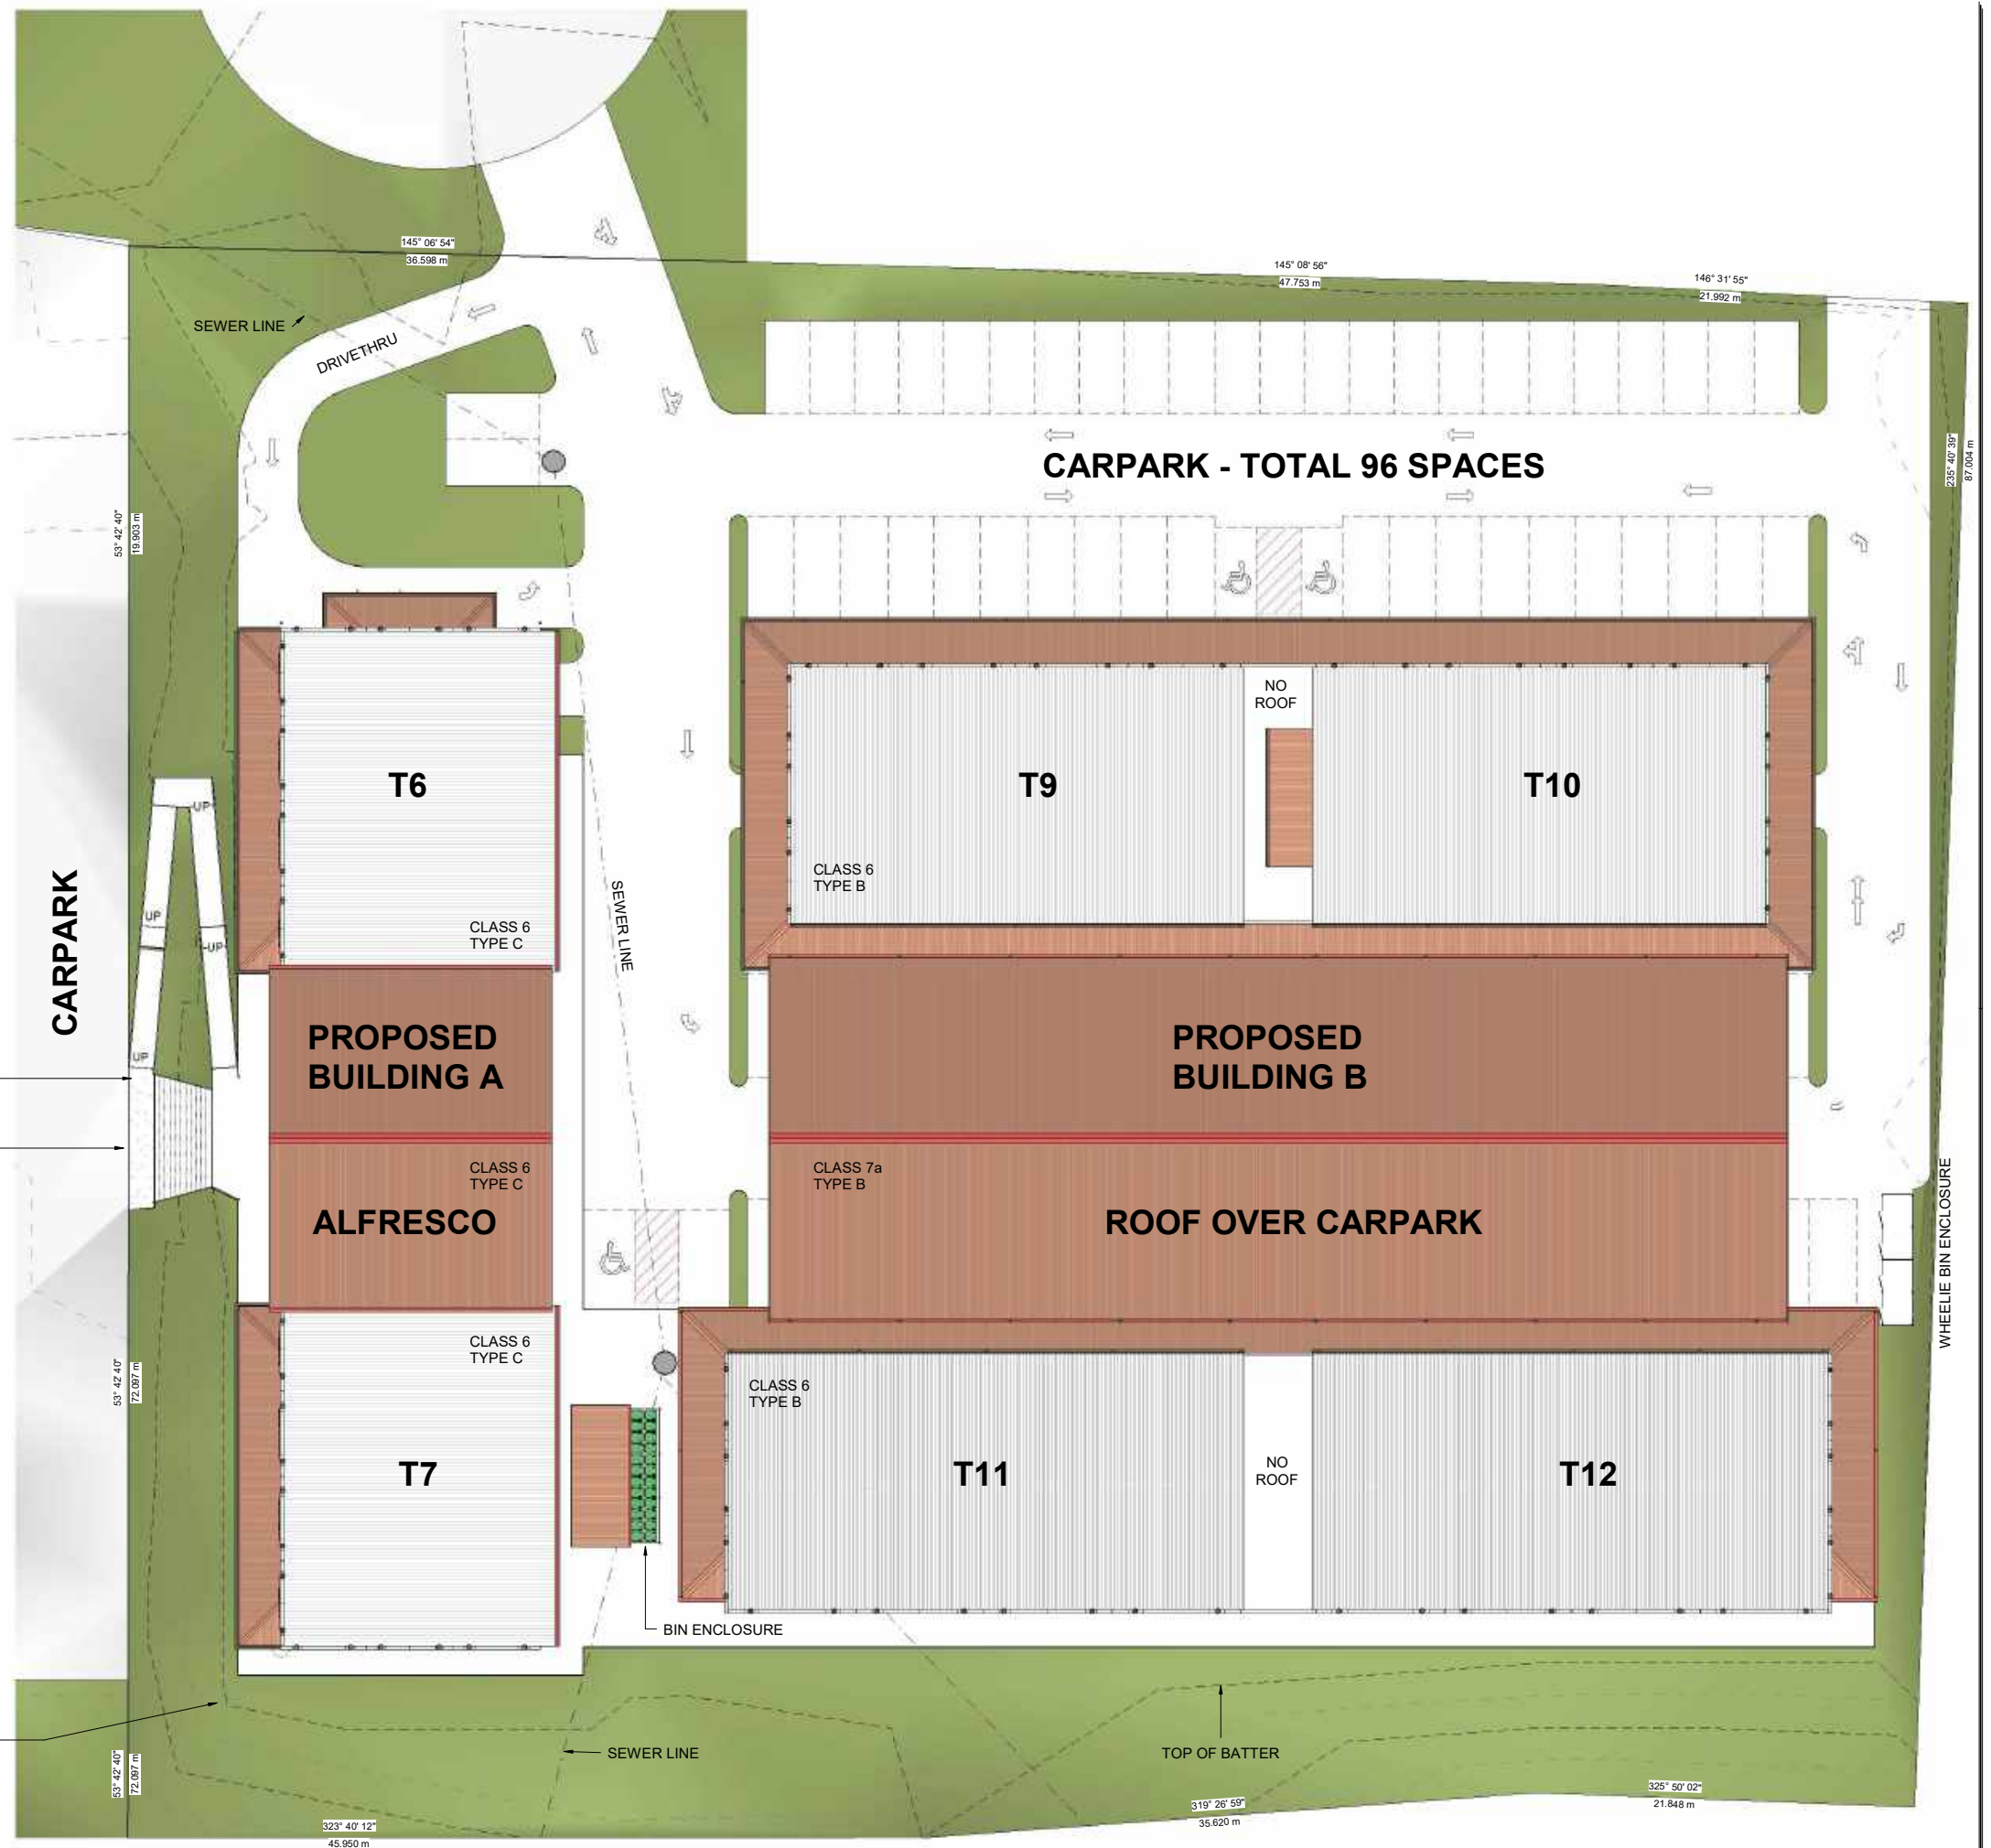 145° 06' 54"
36.598 m
145° 08' 56"
47.753 m
146° 31' 55"
21.992 m
SEWER LINE
DRIVETHRU
CARPARK - TOTAL 96 SPACES
235° 40' 39"
87.004 m
53° 42' 40"
19.903 m
NO
ROOF
T6
T9
T10
UP
CLASS 6
TYPE B
CARPARK
SEWER LINE
UP
CLASS 6
TYPE C
UP
PROPOSED
BUILDING A
PROPOSED
BUILDING B
UP
CLASS 6
TYPE C
CLASS 7a
TYPE B
ALFRESCO
ROOF OVER CARPARK
WHEELIE BIN ENCLOSURE
CLASS 6
TYPE C
53° 42' 40"
72.097 m
CLASS 6
TYPE B
T7
T11
NO
ROOF
T12
BIN ENCLOSURE
SEWER LINE
TOP OF BATTER
53° 42' 40"
72.097 m
325° 50' 02"
21.848 m
319° 26' 59"
35.620 m
323° 40' 12"
45.950 m